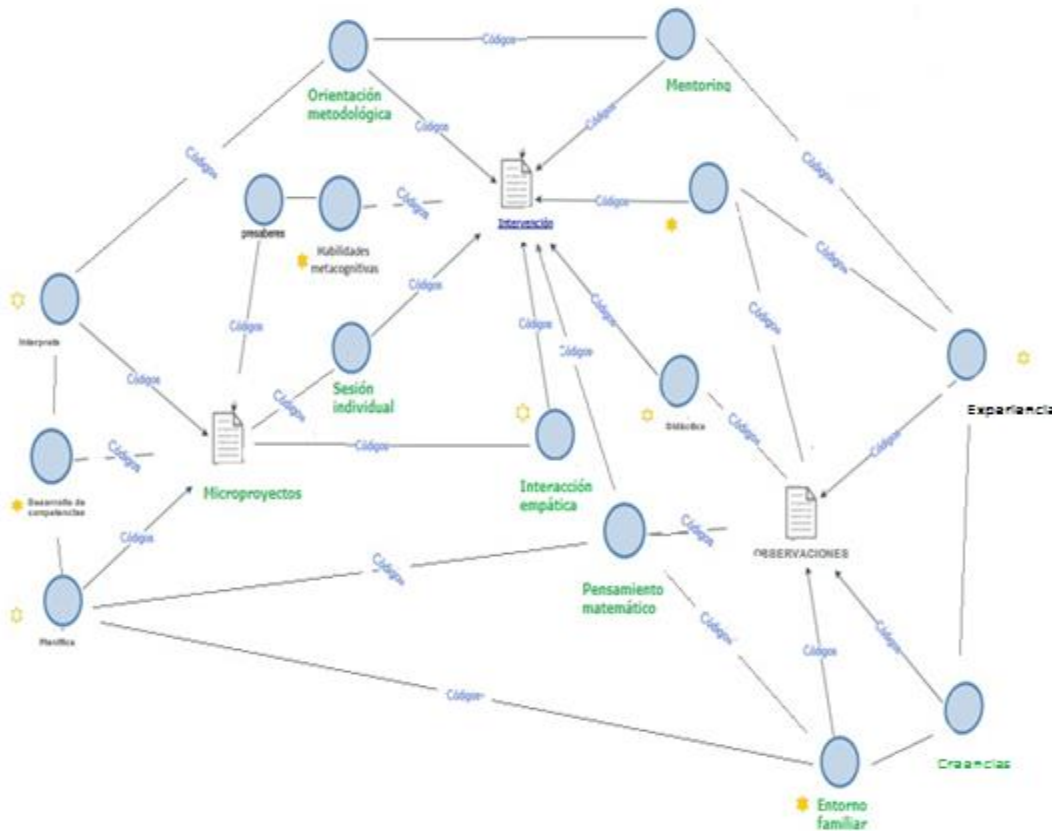 Códigos
Mentoring
Orientación
metodológica
Códigos
Códigos
Códigos
Intervención
Códigos
presaberes
Códigos
Habilidades
metacognitivas
Códigos
Códigos
Códigos
Códigos
Códigos
Códigos
Códigos
Códigos
Interpreta
Códigos
Sesión
individual
Códigos
Experiencia
Didáctica
Códigos
Códigos
Códigos
Códigos
Códigos
Microproyectos
Interacción
empática
Desarrollo de
competencias
Códigos
Códigos
OBSERVACIONES
Códigos
Pensamiento
matemático
Planifica
Códigos
Códigos
Códigos
Códigos
Creencias
Entorno
familiar